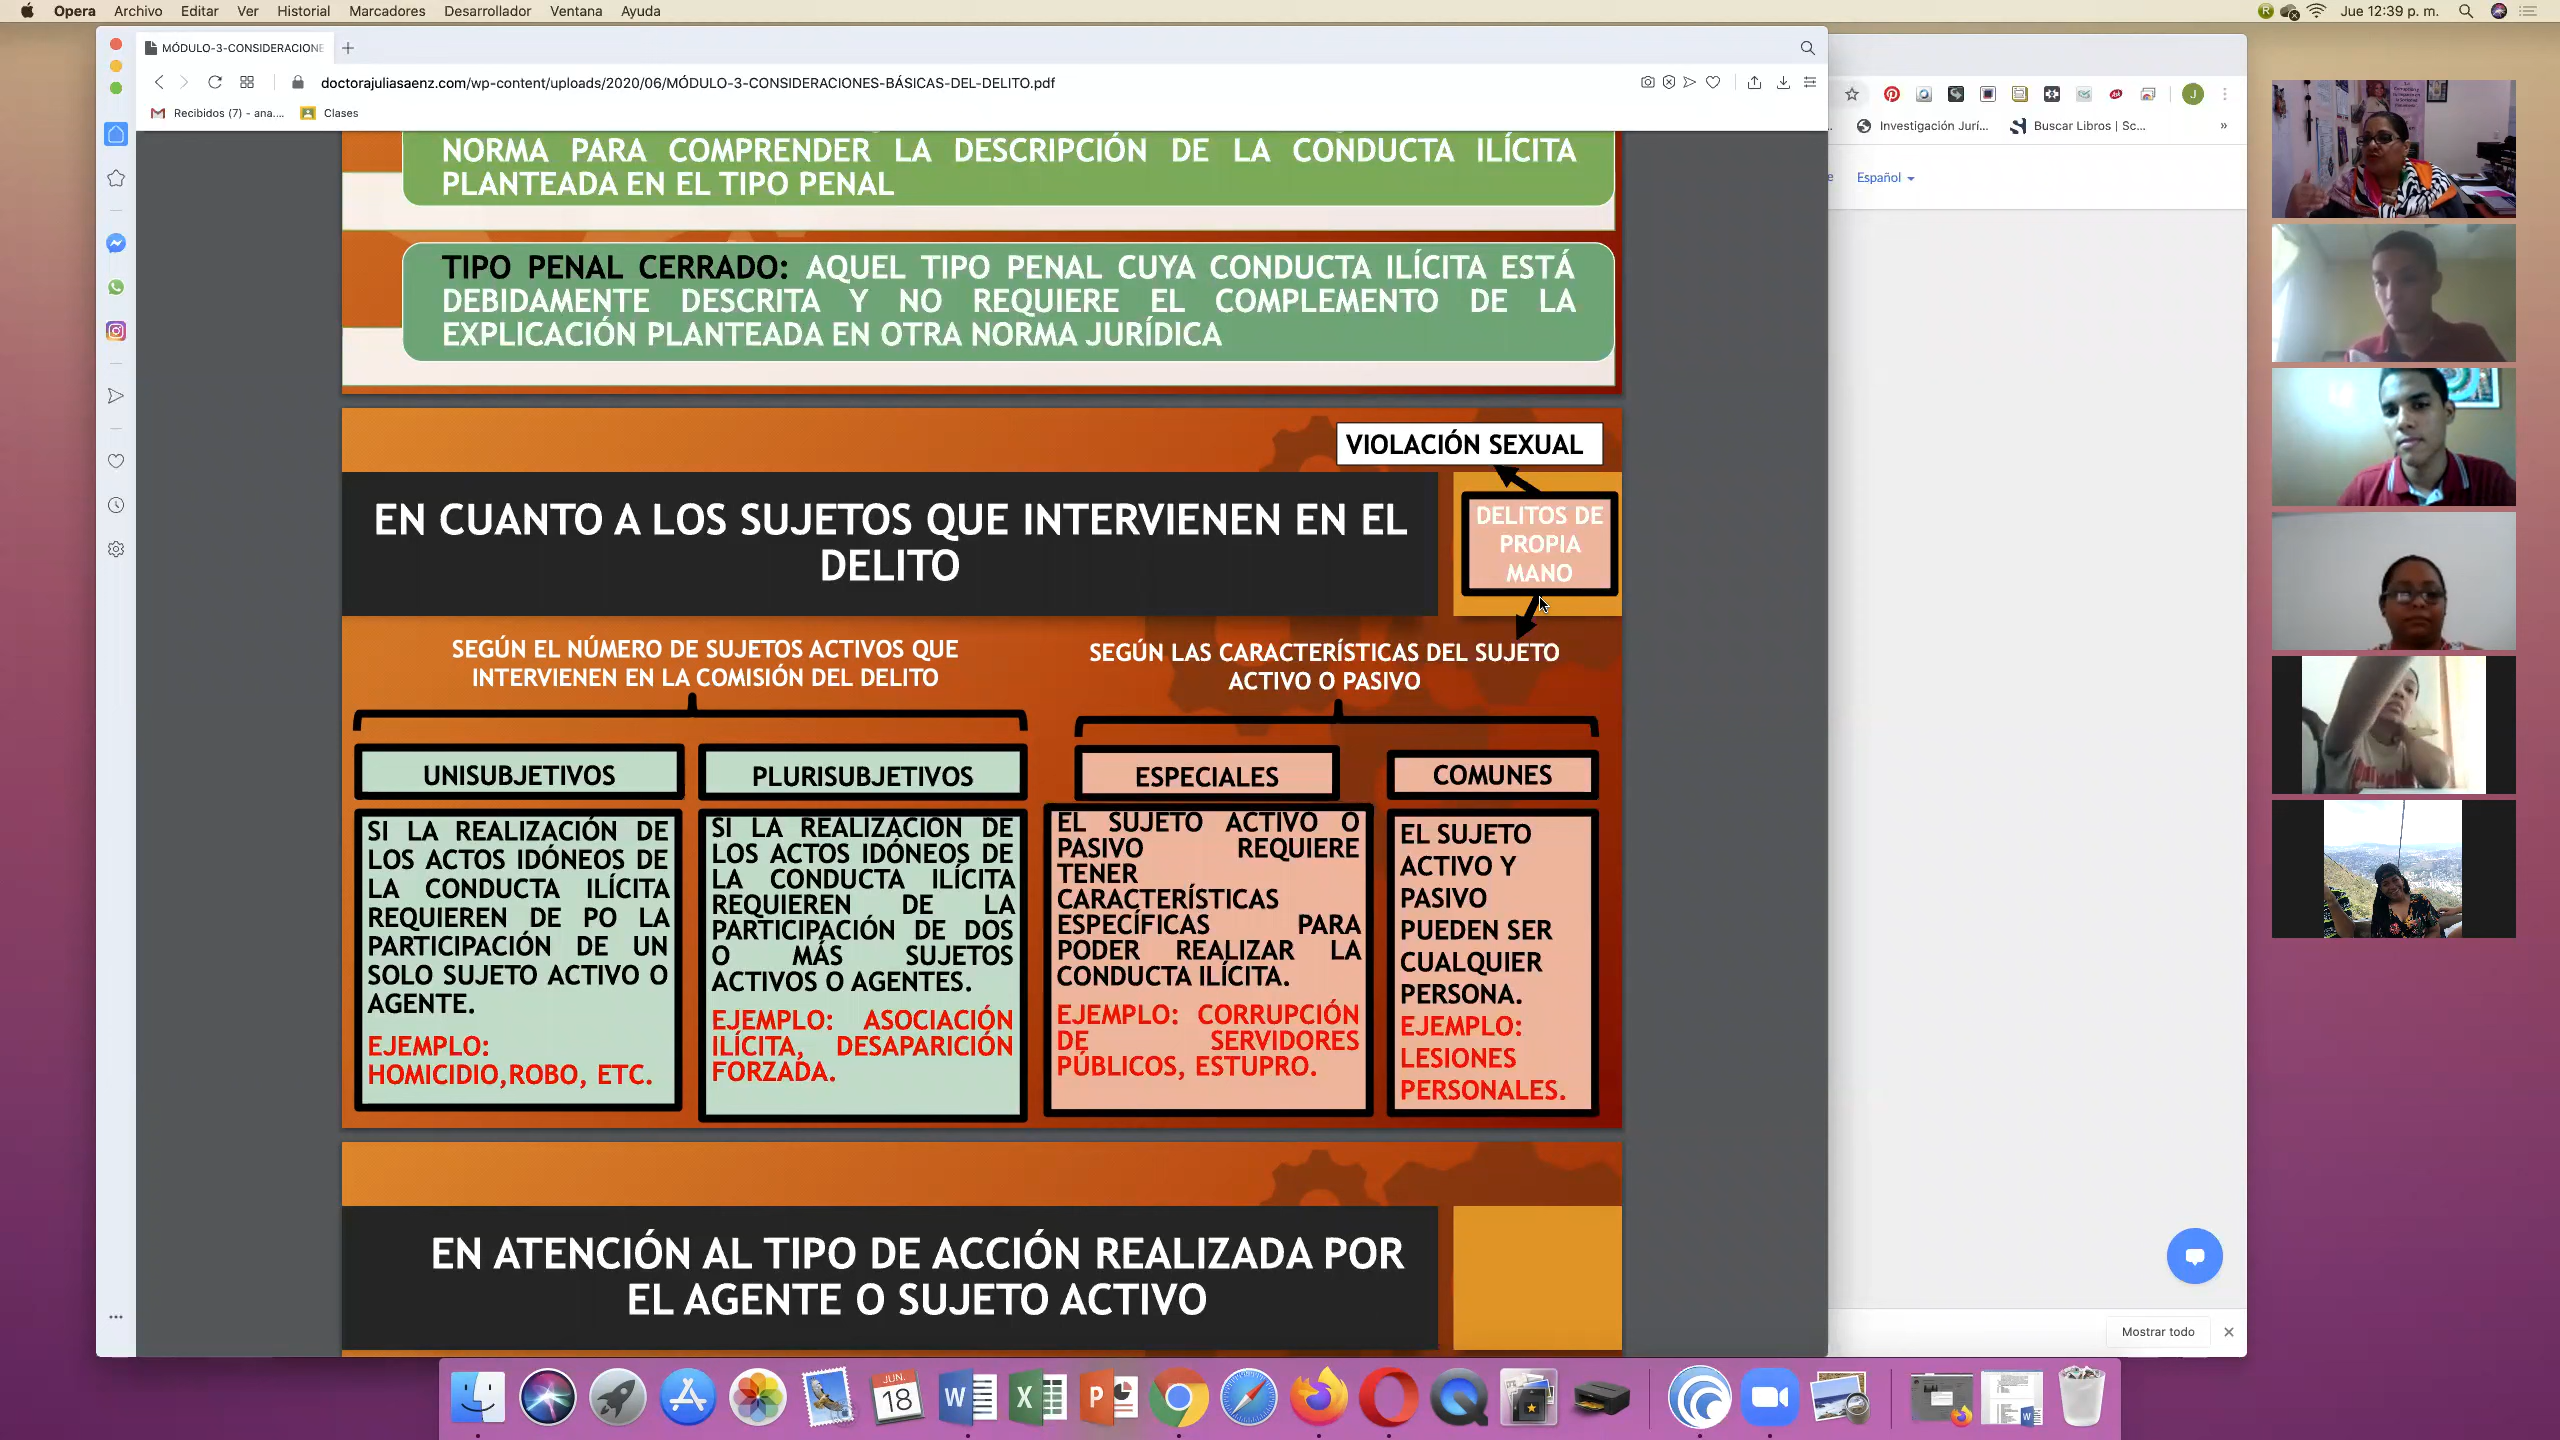 Opera Archivo Editar Ver Historial Marcadores Desarrollador Ventana Ayuda
Jue 12:39 p. m.
MÓDULO-3-CONSIDERACIONE
doctorajuliasaenz.com/wp-content/uploads/2020/06/MÓDULO-3-CONSIDERACIONES-BÁSICAS-DEL-DELITO.pdf
Recibidos (7) - ana.... Clases
Investigación Jurí... Buscar Libros | Sc...
J
Español
NORMA PARA COMPRENDER LA DESCRIPCIÓN DE LA CONDUCTA ILÍCITA
PLANTEADA EN EL TIPO PENAL
TIPO PENAL CERRADO: AQUEL TIPO PENAL CUYA CONDUCTA ILÍCITA ESTÁ
DEBIDAMENTE DESCRITA Y NO REQUIERE EL COMPLEMENTO DE LA
EXPLICACIÓN PLANTEADA EN OTRA NORMA JURÍDICA
VIOLACIÓN SEXUAL
EN CUANTO A LOS SUJETOS QUE INTERVIENEN EN EL
DELITO
DELITOS DE
PROPIA
MANO
SEGÚN EL NÚMERO DE SUJETOS ACTIVOS QUE
INTERVIENEN EN LA COMISIÓN DEL DELITO
SEGÚN LAS CARACTERÍSTICAS DEL SUJETO
ACTIVO O PASIVO
UNISUBJETIVOS
SI LA REALIZACIÓN DE
LOS ACTOS IDÓNEOS DE
LA CONDUCTA ILÍCITA
REQUIEREN DE PO LA
PARTICIPACIÓN DE UN
SOLO SUJETO ACTIVO O
AGENTE.
EJEMPLO:
HOMICIDIO,ROBO, ETC.
PLURISUBJETIVOS
SI LA REALIZACIÓN DE
LOS ACTOS IDÓNEOS DE
LA CONDUCTA ILÍCITA
REQUIEREN DE LA
PARTICIPACIÓN DE DOS
O MÁS SUJETOS
ACTIVOS O AGENTES.
EJEMPLO: ASOCIACIÓN
ILÍCITA, DESAPARICIÓN
FORZADA.
ESPECIALES
EL SUJETO ACTIVO O
PASIVO REQUIERE
TENER
CARACTERÍSTICAS
ESPECÍFICAS PARA
PODER REALIZAR LA
CONDUCTA ILÍCITA.
EJEMPLO: CORRUPCIÓN
DE SERVIDORES
PÚBLICOS, ESTUPRO.
COMUNES
EL SUJETO
ACTIVO Y
PASIVO
PUEDEN SER
CUALQUIER
PERSONA.
EJEMPLO:
LESIONES
PERSONALES.
EN ATENCIÓN AL TIPO DE ACCIÓN REALIZADA POR
EL AGENTE O SUJETO ACTIVO
Mostrar todo
JUN.
18